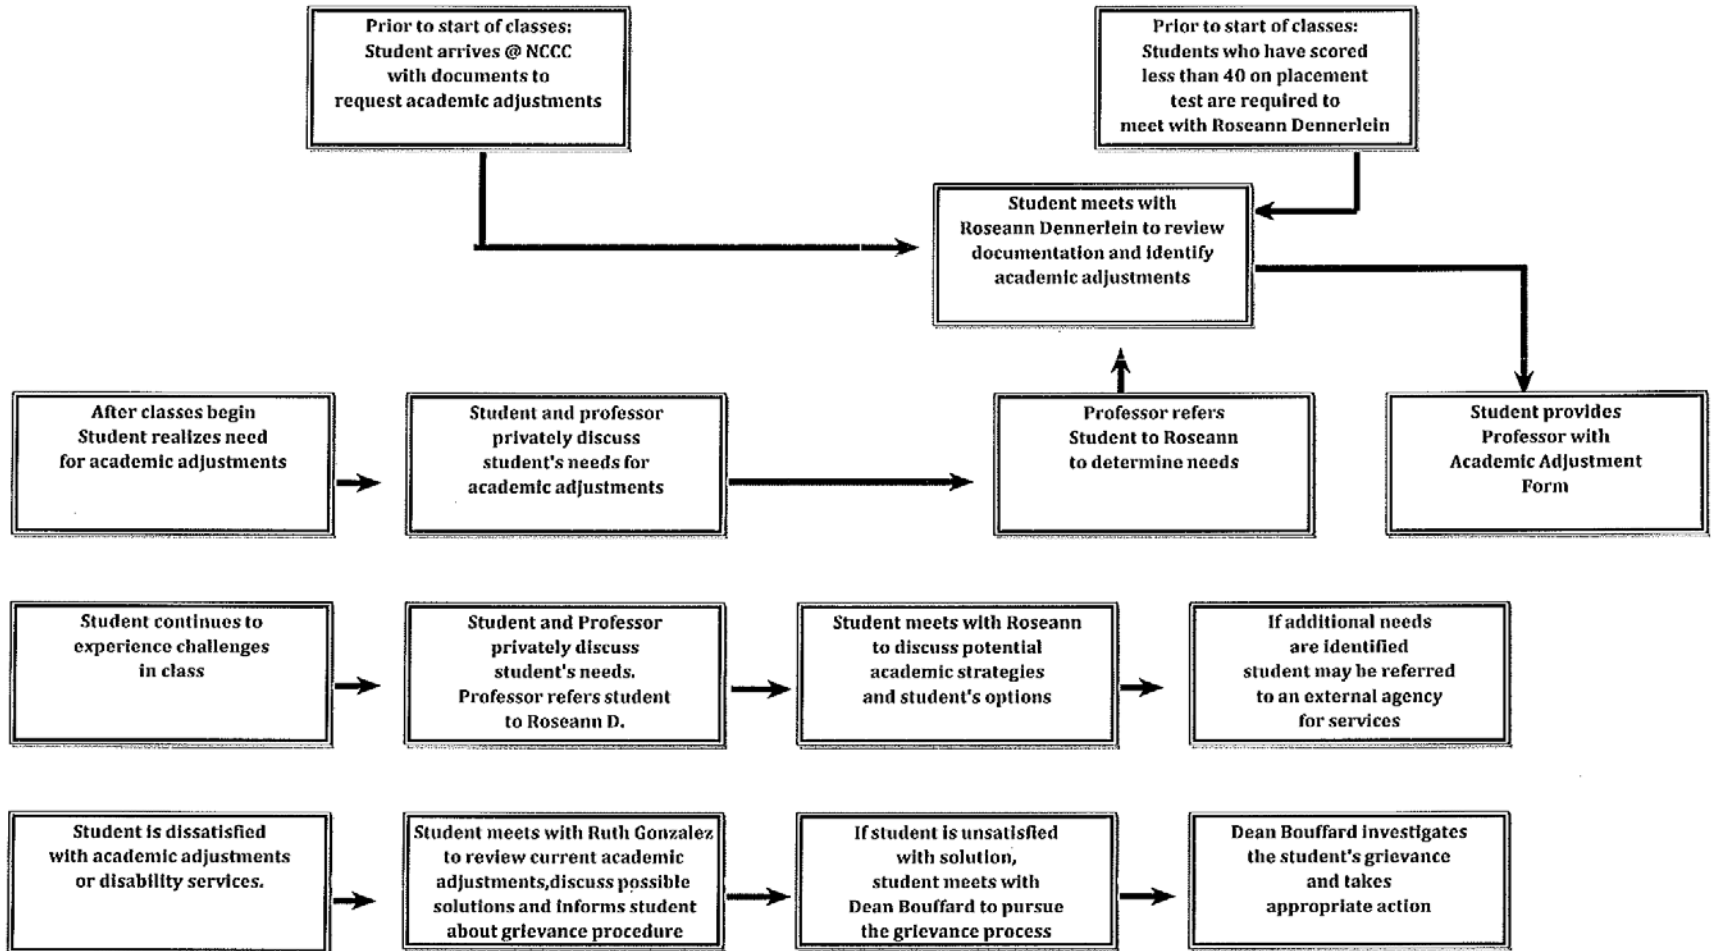 Prior to start of classes:
Student arrives @ NCCC
with documents to
request academic adjustments
Prior to start of classes:
Students who have scored
less than 40 on placement
test are required to
meet with Roseann Dennerlein
Student meets with
Roseann Dennerlein to review
documentation and identify
academic adjustments
After classes begin
Student realizes need
for academic adjustments
Student and professor
privately discuss
student's needs for
academic adjustments
Professor refers
Student to Roseann
to determine needs
Student provides
Professor with
Academic Adjustment
Form
Student continues to
experience challenges
in class
Student and Professor
privately discuss
student's needs.
Professor refers student
to Roseann D.
Student meets with Roseann
to discuss potential
academic strategies
and student's options
If additional needs
are identified
student may be referred
to an external agency
for services
Student is dissatisfied
with academic adjustments
or disability services.
Student meets with Ruth Gonzalez
to review current academic
adjustments,discuss possible
solutions and informs student
about grievance procedure
If student is unsatisfied
with solution,
student meets with
Dean Bouffard to pursue
the grievance process
Dean Bouffard investigates
the student's grievance
and takes
appropriate action